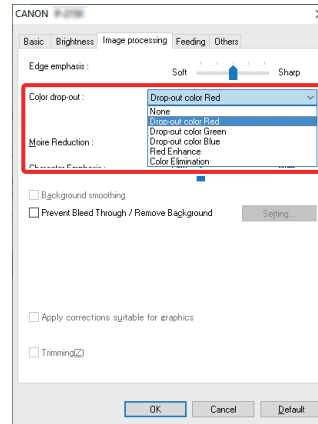 CANON
Basic Brightness Image processing Feeding Others
Edge emphasis :
Soft Sharp
Color drop-out :
Drop-out color Red
None
Drop-out color Red
Drop-out color Green
Drop-out color Blue
Moire Reduction :
Red Enhance
Color Elimination
Background smoothing
Prevent Bleed Through / Remove Background Setting...
Apply corrections suitable for graphics
Trimming(Z)
OK Cancel Default